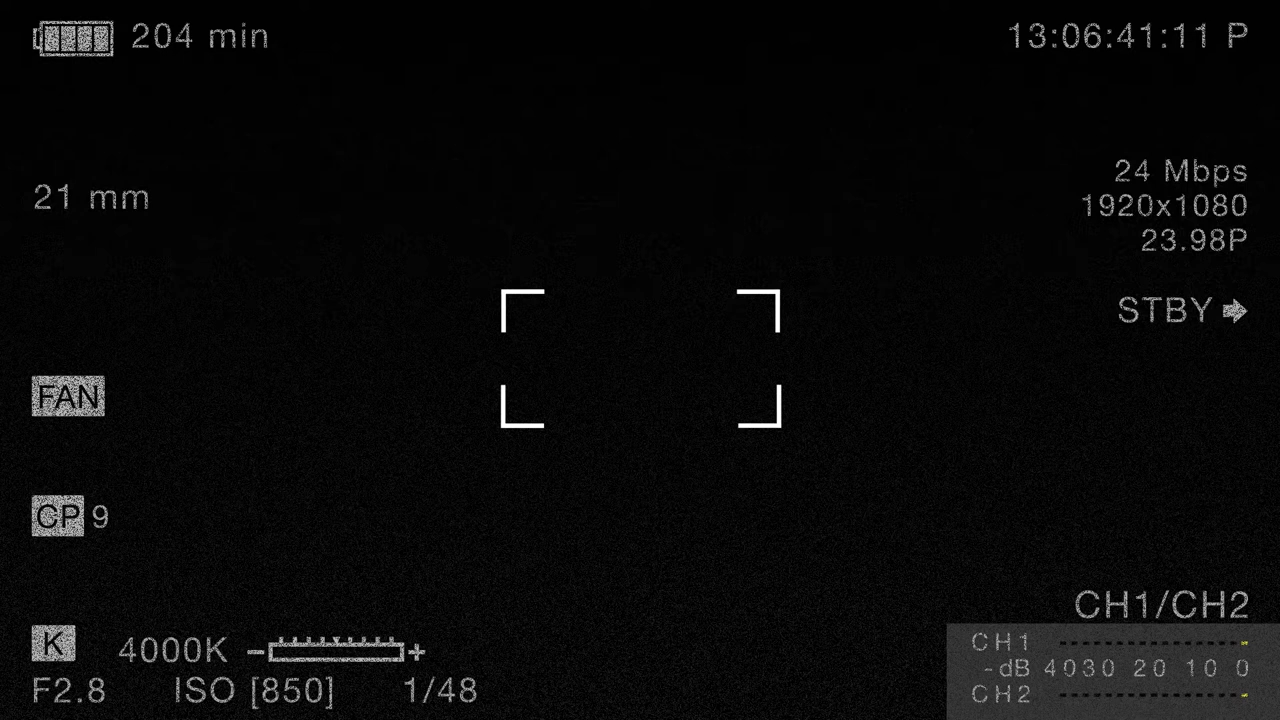 204 min
13:06:41:11 P
24 Mbps
21 mm
1920x1080
23.98P
STBY
FAN
CP 9
CH1/CH2
K 4000K - +
CH1
-dB 40 30 20 10 0
CH2
F2.8 ISO [850] 1/48